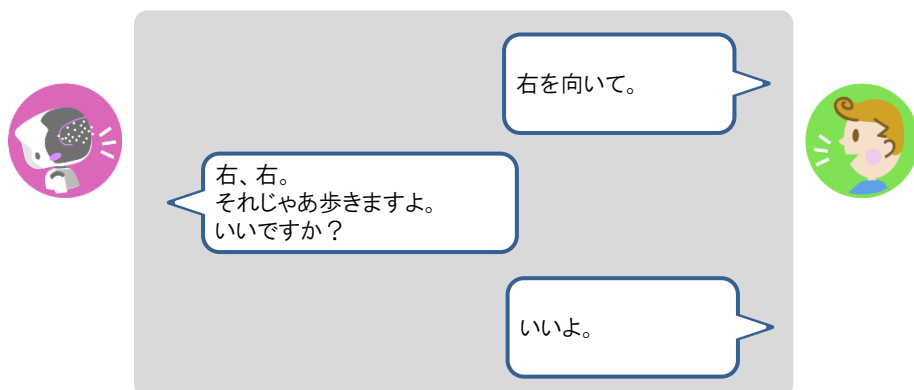 右を向いて。
右、右。
それじゃあ歩きますよ。
いいですか?
いいよ。